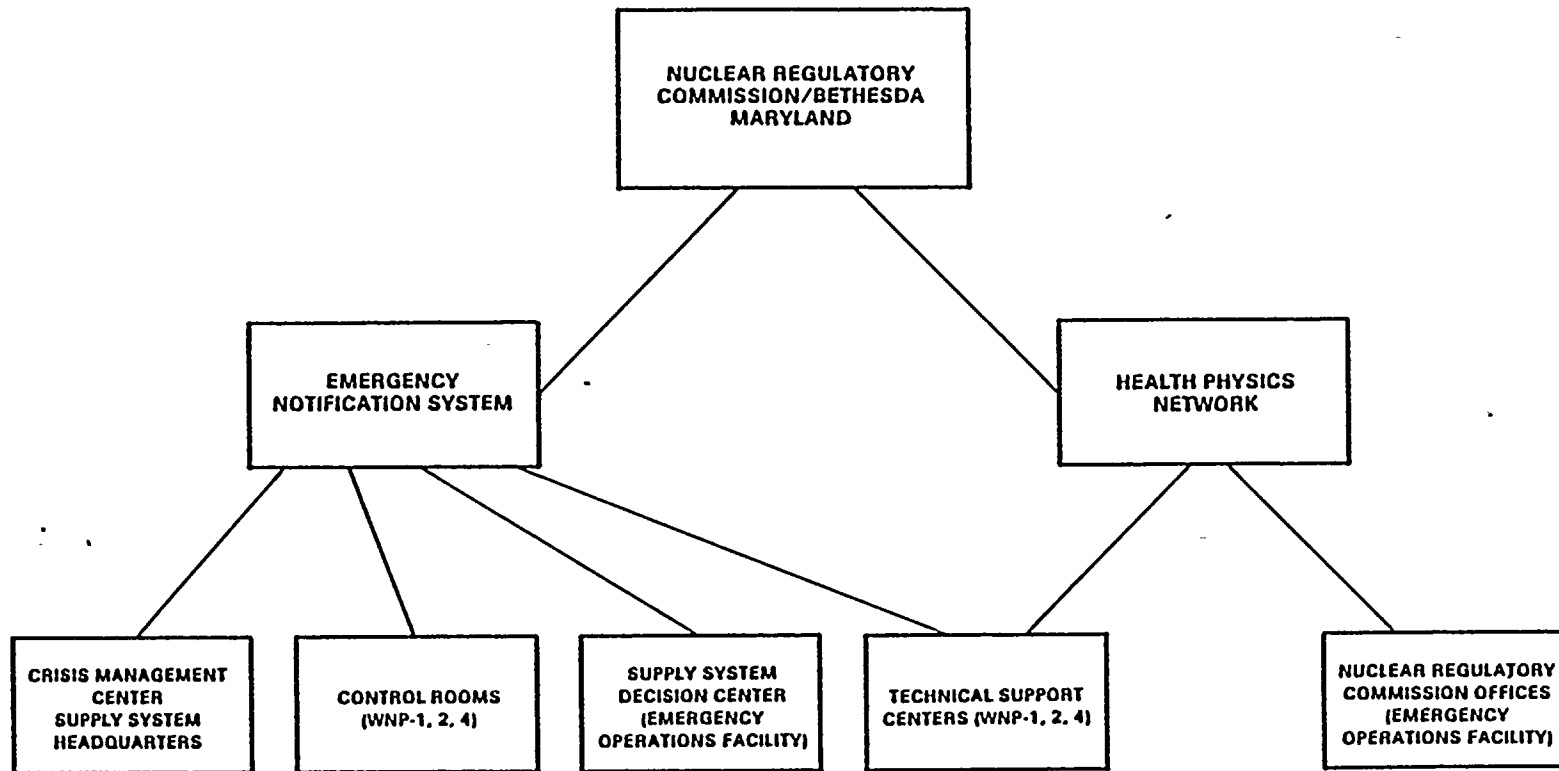 NUCLEAR REGULATORY
COMMISSION/BETHESDA
MARYLAND
EMERGENCY
NOTIFICATION SYSTEM
HEALTH PHYSICS
NETWORK
CRISIS MANAGEMENT
CENTER
SUPPLY SYSTEM
HEADQUARTERS
CONTROL ROOMS
(WNP-1, 2, 4)
SUPPLY SYSTEM
DECISION CENTER
(EMERGENCY
OPERATIONS FACILITY)
TECHNICAL SUPPORT
CENTERS (WNP-1, 2, 4)
NUCLEAR REGULATORY
COMMISSION OFFICES
(EMERGENCY
OPERATIONS FACILITY)